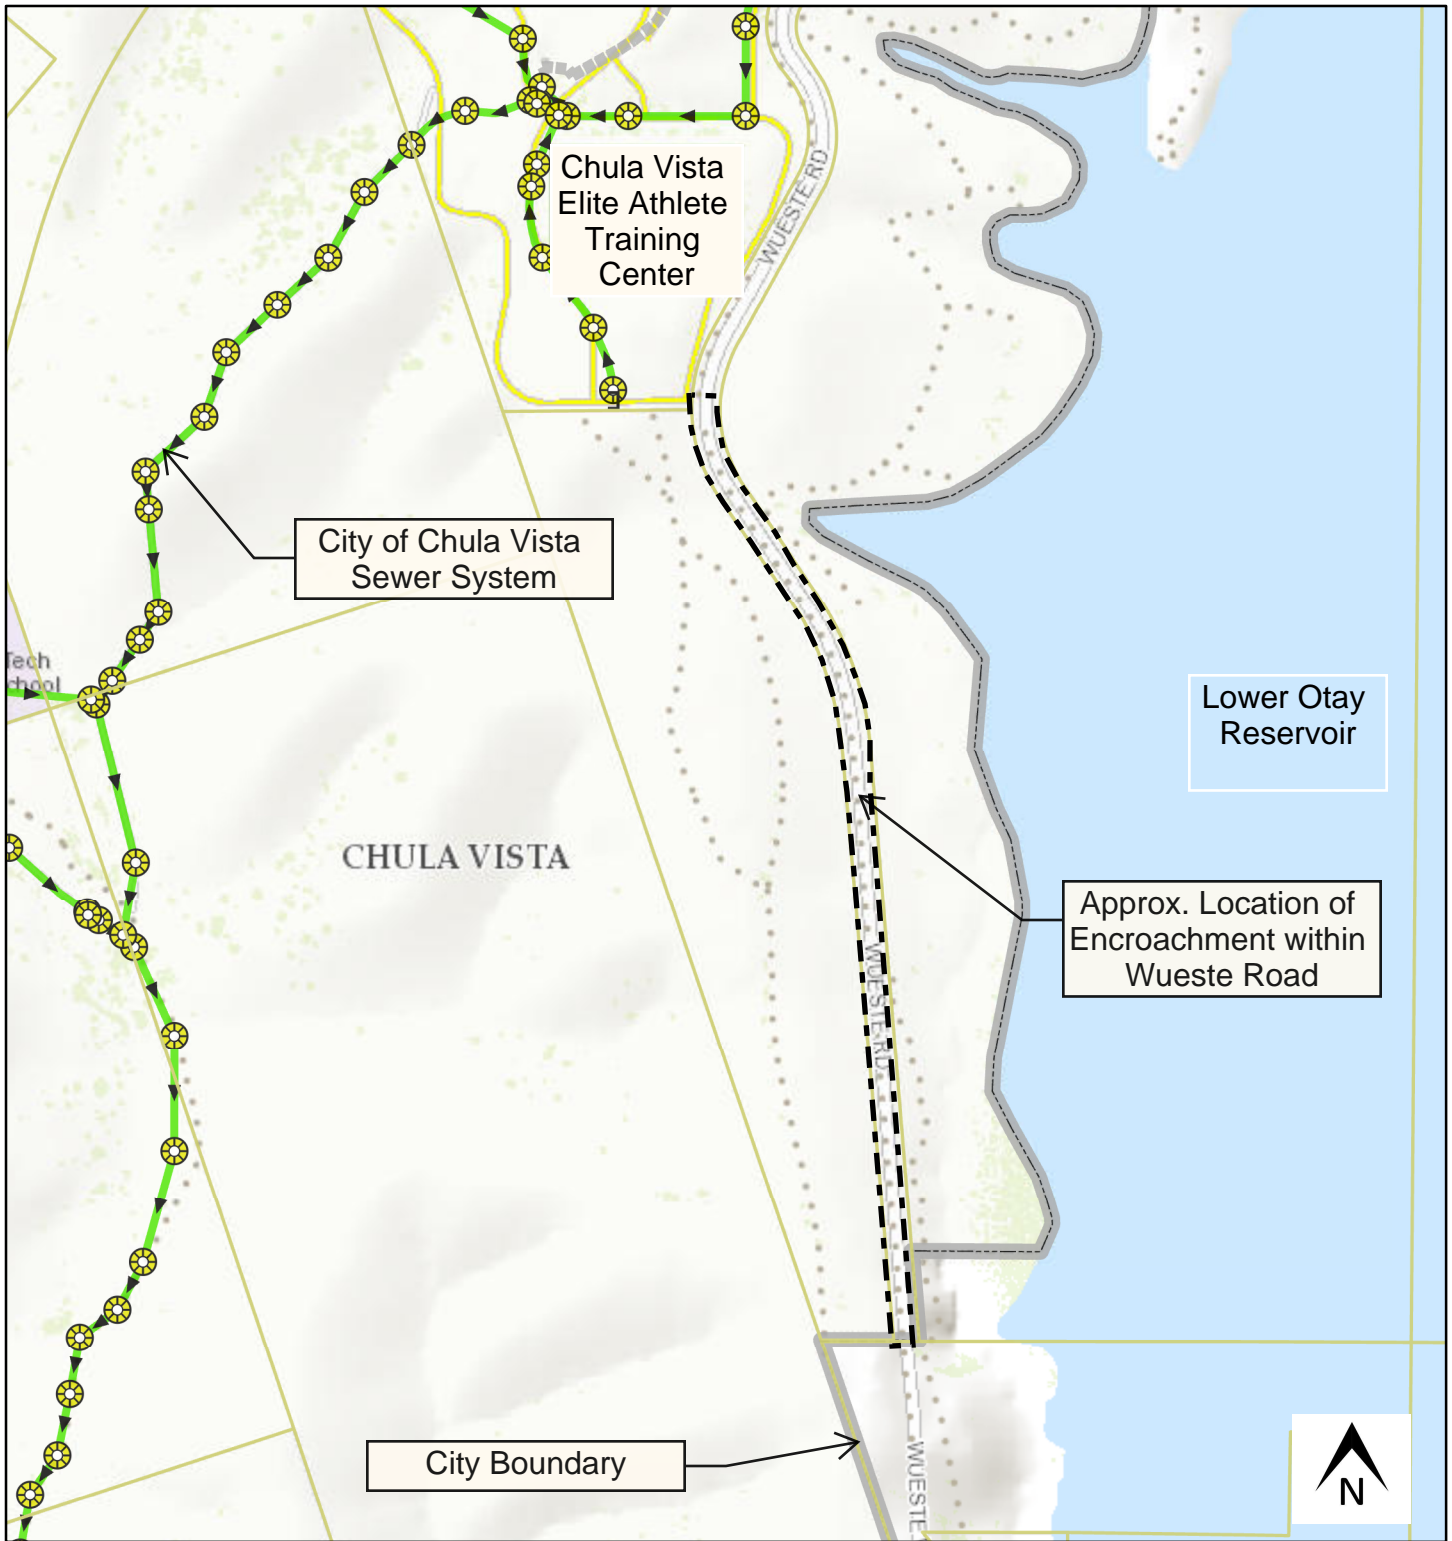 Chula Vista
Elite Athlete
Training
Center
WUESTE RD
City of Chula Vista
Sewer System
Tech
chool
Lower Otay
Reservoir
CHULA VISTA
Approx. Location of
Encroachment within
Wueste Road
WUESTE RD
City Boundary
WUESTE
N